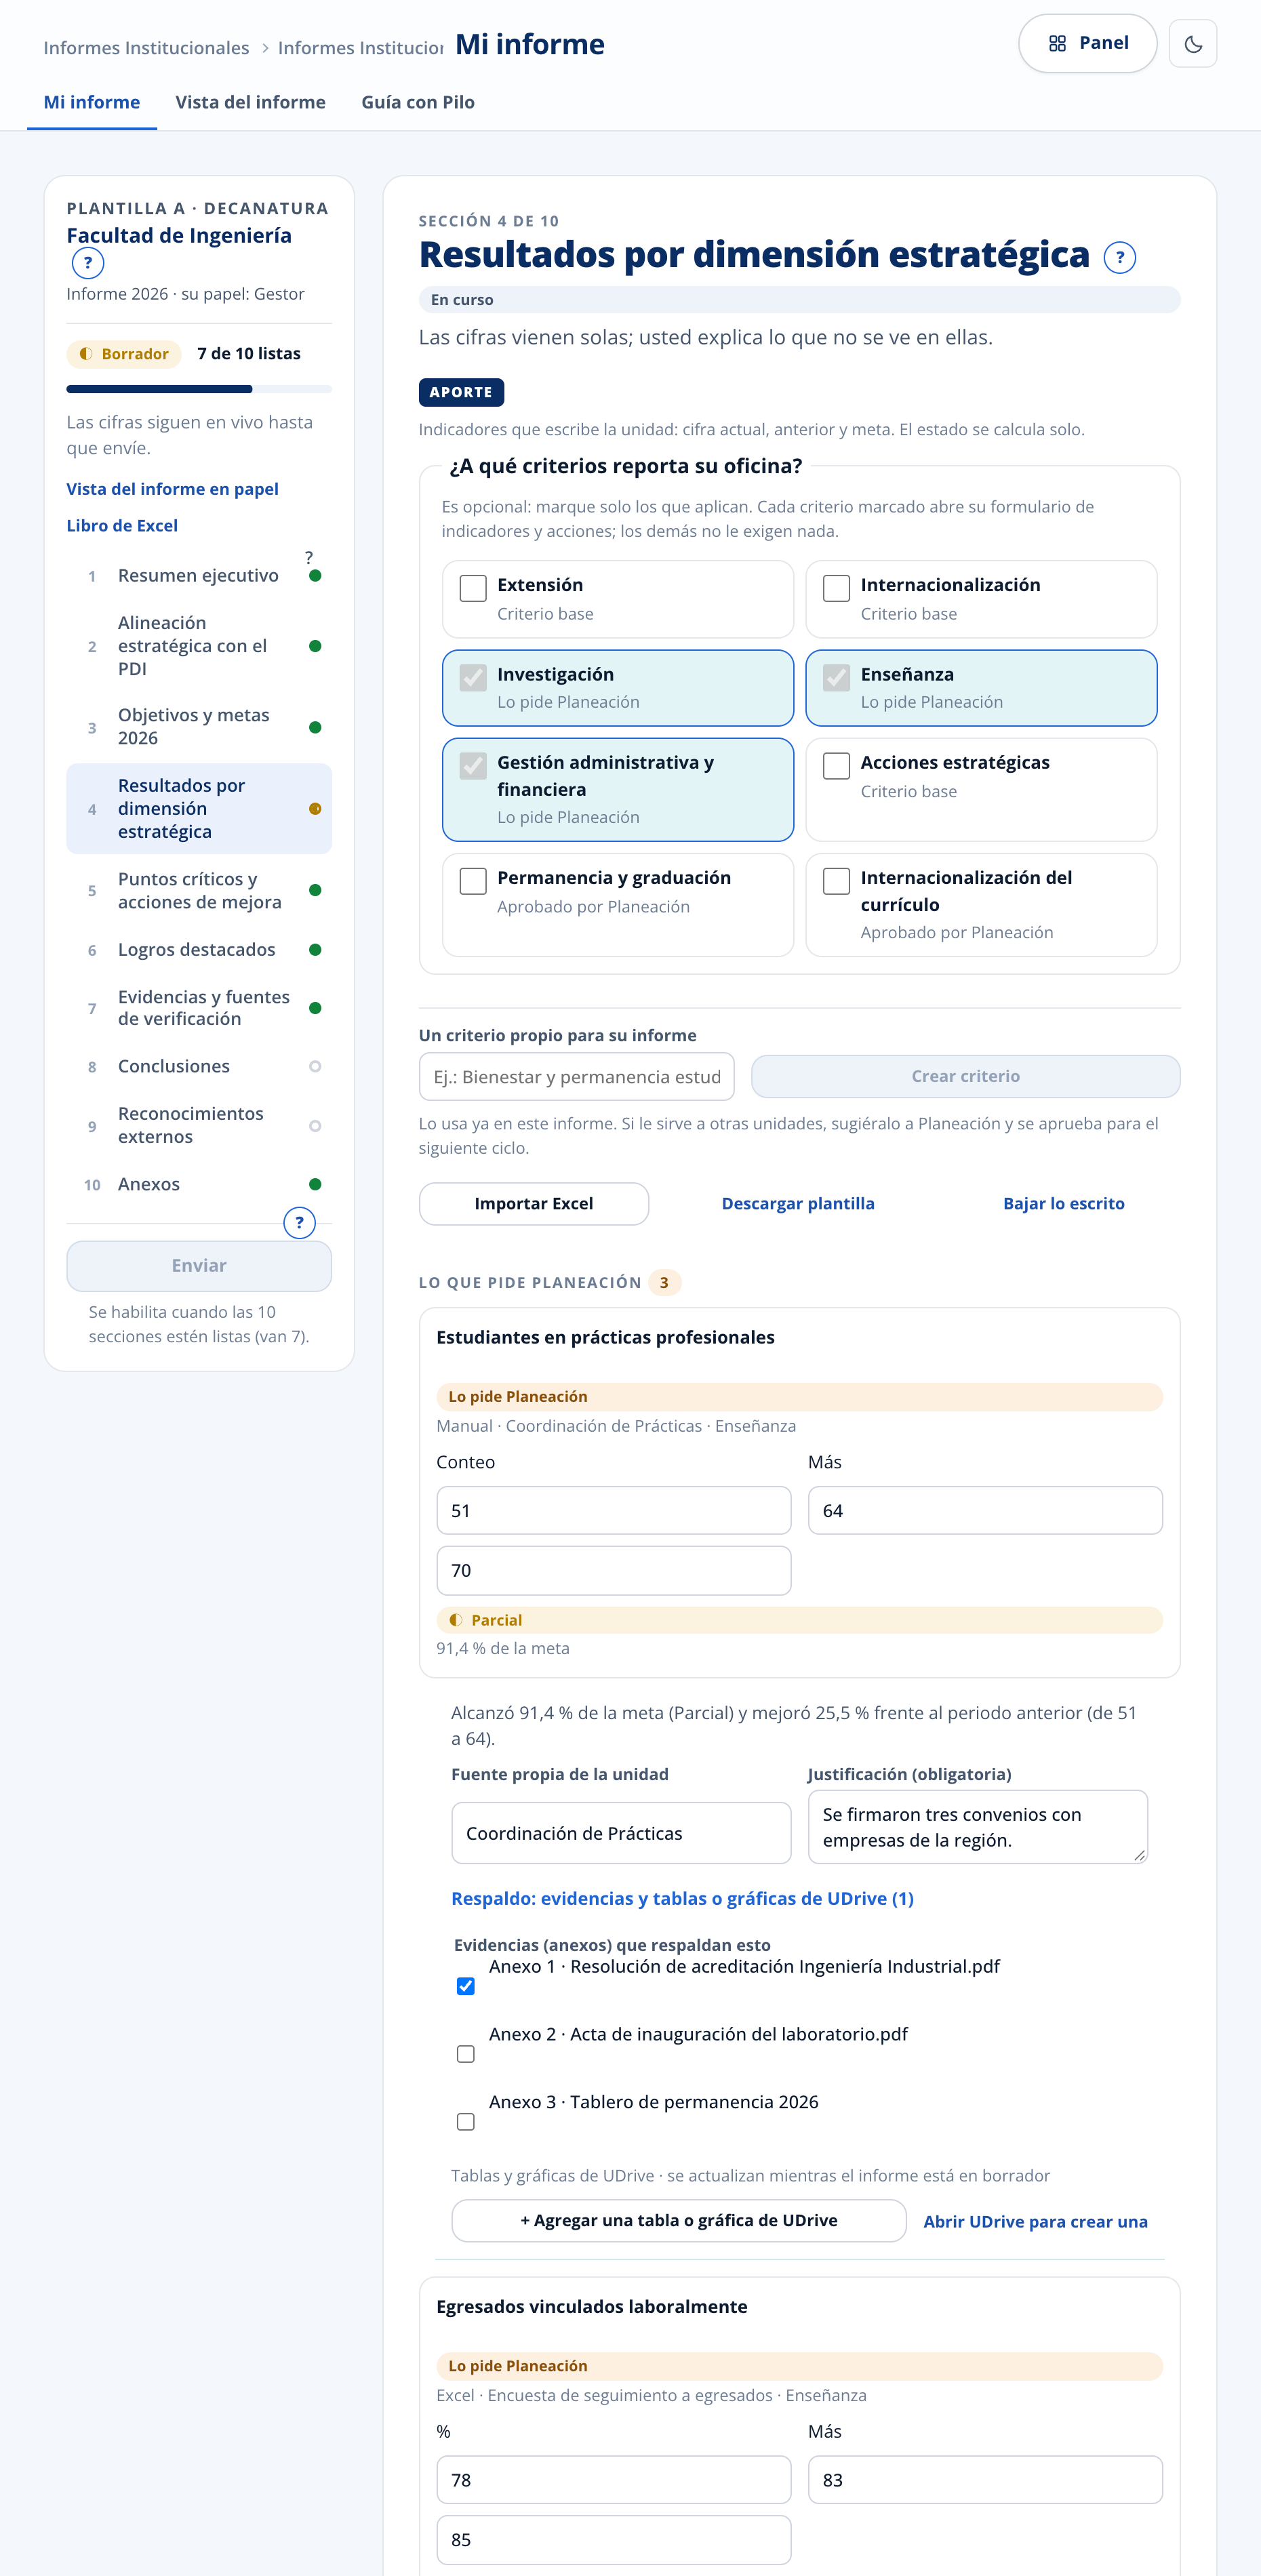 Informes Institucionales > Informes Institucior Mi informe
Panel
Mi informe
Vista del informe
Guía con Pilo
PLANTILLA A · DECANATURA
Facultad de Ingeniería
?
Informe 2026 · su papel: Gestor
Borrador
7 de 10 listas
Las cifras siguen en vivo hasta
que envíe.
Vista del informe en papel
Libro de Excel
?
1 Resumen ejecutivo
2 Alineación
estratégica con el
PDI
3 Objetivos y metas
2026
4 Resultados por
dimensión
estratégica
5 Puntos críticos y
acciones de mejora
6 Logros destacados
7 Evidencias y fuentes
de verificación
8 Conclusiones
9 Reconocimientos
externos
10 Anexos
?
Enviar
Se habilita cuando las 10
secciones estén listas (van 7).
SECCIÓN 4 DE 10
Resultados por dimensión estratégica ?
En curso
Las cifras vienen solas; usted explica lo que no se ve en ellas.
APORTE
Indicadores que escribe la unidad: cifra actual, anterior y meta. El estado se calcula solo.
¿A qué criterios reporta su oficina?
Es opcional: marque solo los que aplican. Cada criterio marcado abre su formulario de
indicadores y acciones; los demás no le exigen nada.
Extensión
Criterio base
Internacionalización
Criterio base
Investigación
Lo pide Planeación
Enseñanza
Lo pide Planeación
Gestión administrativa y
financiera
Lo pide Planeación
Acciones estratégicas
Criterio base
Permanencia y graduación
Aprobado por Planeación
Internacionalización del
currículo
Aprobado por Planeación
Un criterio propio para su informe
Ej.: Bienestar y permanencia estud
Crear criterio
Lo usa ya en este informe. Si le sirve a otras unidades, sugiéralo a Planeación y se aprueba para el
siguiente ciclo.
Importar Excel
Descargar plantilla
Bajar lo escrito
LO QUE PIDE PLANEACIÓN 3
Estudiantes en prácticas profesionales
Lo pide Planeación
Manual · Coordinación de Prácticas · Enseñanza
Conteo
Más
51
64
70
Parcial
91,4 % de la meta
Alcanzó 91,4 % de la meta (Parcial) y mejoró 25,5 % frente al periodo anterior (de 51
a 64).
Fuente propia de la unidad
Justificación (obligatoria)
Coordinación de Prácticas
Se firmaron tres convenios con
empresas de la región.
Respaldo: evidencias y tablas o gráficas de UDrive (1)
Evidencias (anexos) que respaldan esto
Anexo 1 · Resolución de acreditación Ingeniería Industrial.pdf
Anexo 2 · Acta de inauguración del laboratorio.pdf
Anexo 3 · Tablero de permanencia 2026
Tablas y gráficas de UDrive · se actualizan mientras el informe está en borrador
+ Agregar una tabla o gráfica de UDrive
Abrir UDrive para crear una
Egresados vinculados laboralmente
Lo pide Planeación
Excel · Encuesta de seguimiento a egresados · Enseñanza
%
Más
78
83
85